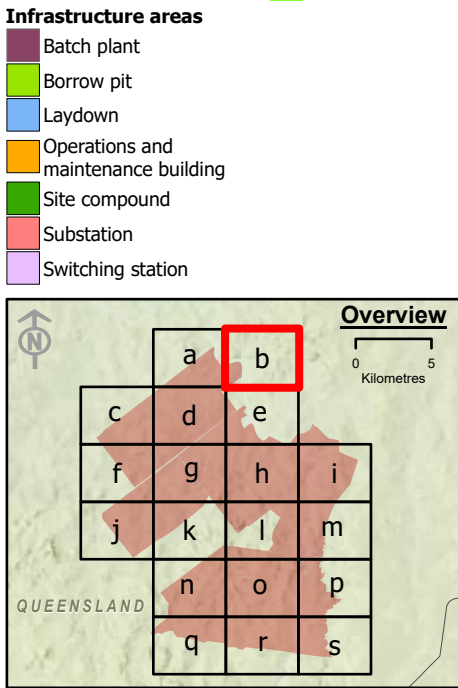 Infrastructure areas
Batch plant
Borrow pit
Laydown
Operations and
maintenance building
Site compound
Substation
Switching station
Overview
N
0 5
Kilometres
a b
c d e
f g h i
j k l m
n o p
QUEENSLAND
q r s